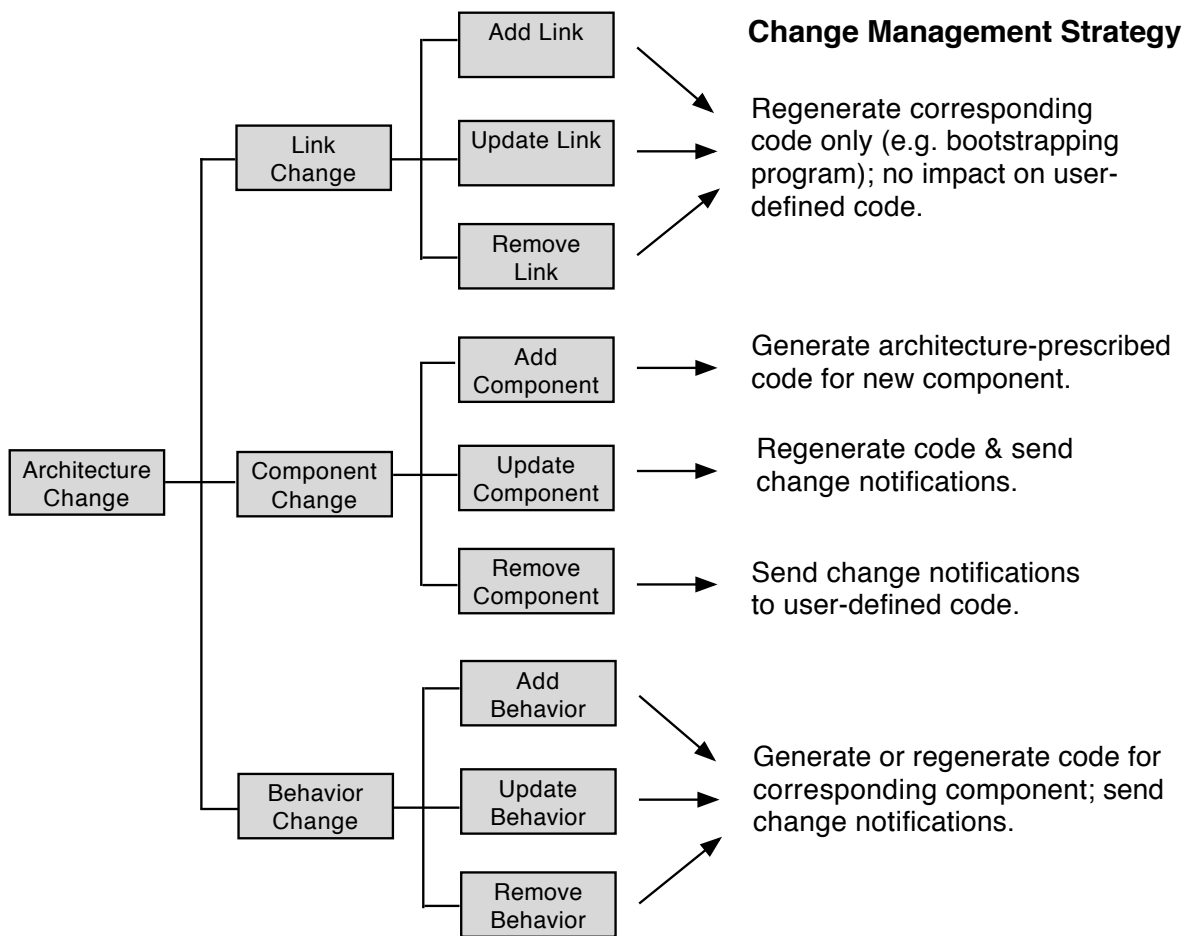 Change Management Strategy
Architecture
Change
Link
Change
Add Link
Update Link
Remove
Link
Regenerate corresponding
code only (e.g. bootstrapping
program); no impact on user-
defined code.
Component
Change
Add
Component
Generate architecture-prescribed
code for new component.
Update
Component
Regenerate code & send
change notifications.
Remove
Component
Send change notifications
to user-defined code.
Behavior
Change
Add
Behavior
Update
Behavior
Remove
Behavior
Generate or regenerate code for
corresponding component; send
change notifications.